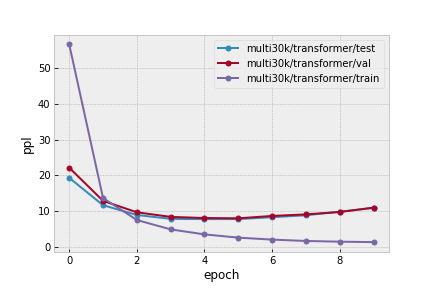 multi30k/transformer/test
multi30k/transformer/val
multi30k/transformer/train
50
40
30
20
10
0
ppl
0 2 4 6 8
epoch